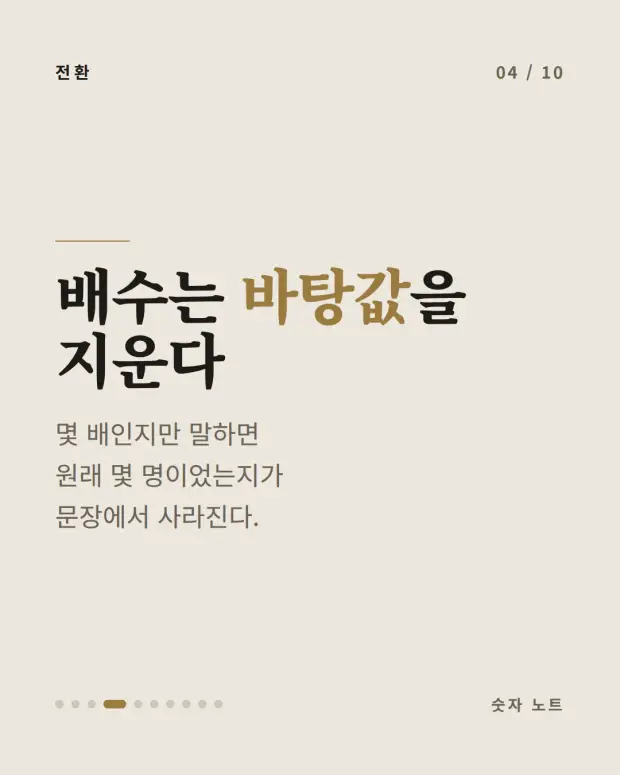 전환
04 / 10
배수는 바탕값을
지운다
몇 배인지만 말하면
원래 몇 명이었는지가
문장에서 사라진다.
숫자 노트